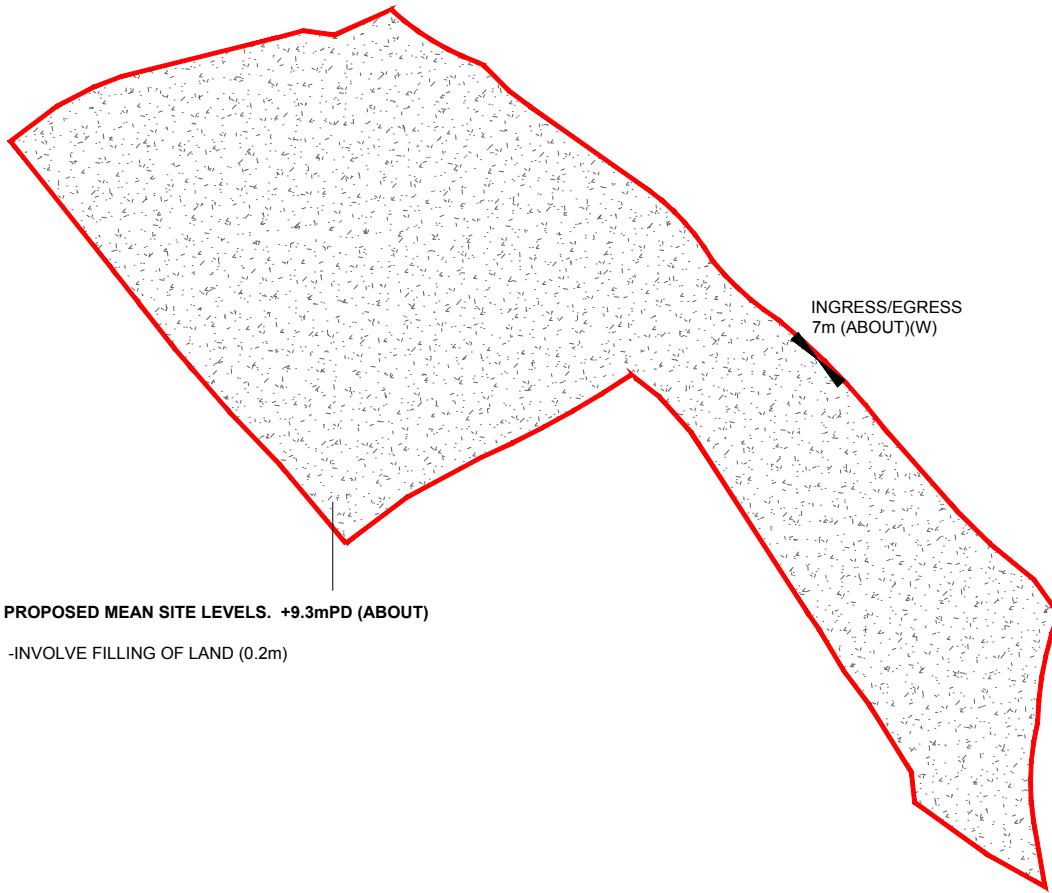 INGRESS/EGRESS
7m (ABOUT)(W)
PROPOSED MEAN SITE LEVELS. +9.3mPD (ABOUT)
-INVOLVE FILLING OF LAND (0.2m)